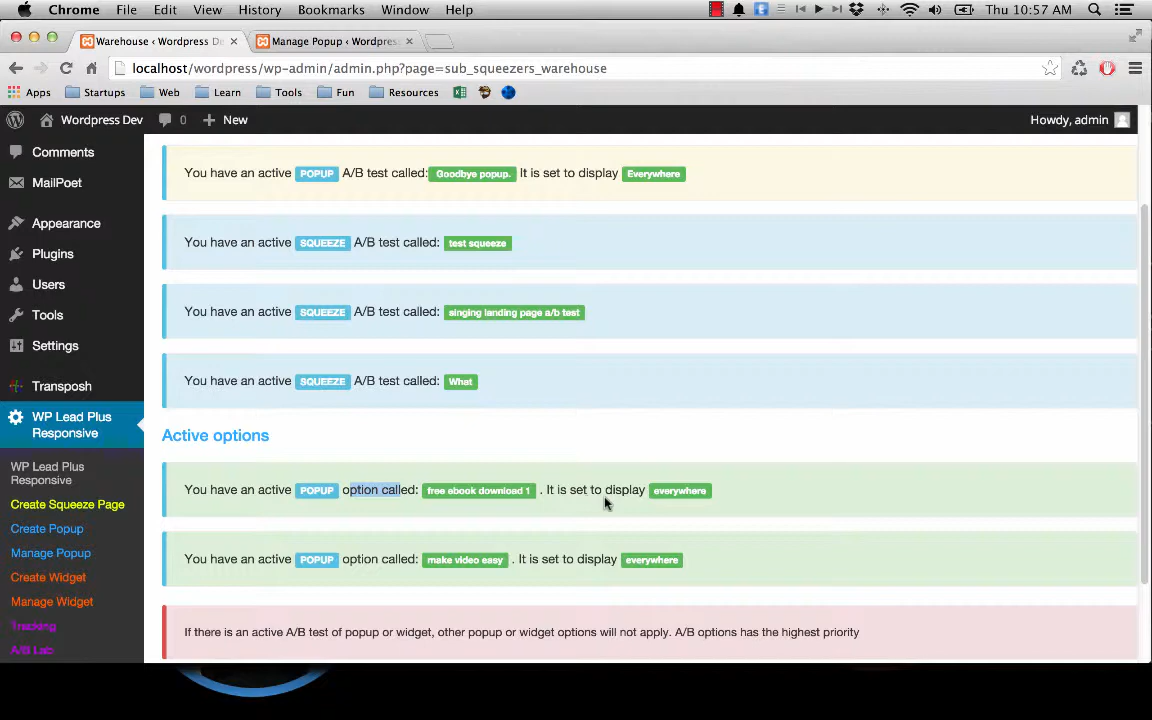 Chrome File Edit View History Bookmarks Window Help Thu 10:57 AM
Warehouse ‹ Wordpress De Manage Popup ‹ Wordpres
localhost/wordpress/wp-admin/admin.php?page=sub_squeezers_warehouse
Apps Startups Web Learn Tools Fun Resources
Wordpress Dev 0 New Howdy, admin
Comments
MailPoet
Appearance
Plugins
Users
Tools
Settings
Transposh
WP Lead Plus
Responsive
WP Lead Plus
Responsive
Create Squeeze Page
Create Popup
Manage Popup
Create Widget
Manage Widget
Tracking
A/B Lab
You have an active POPUP A/B test called: Goodbye popup. It is set to display Everywhere
You have an active SQUEEZE A/B test called: test squeeze
You have an active SQUEEZE A/B test called: singing landing page a/b test
You have an active SQUEEZE A/B test called: What
Active options
You have an active POPUP option called: free ebook download 1 . It is set to display everywhere
You have an active POPUP option called: make video easy . It is set to display everywhere
If there is an active A/B test of popup or widget, other popup or widget options will not apply. A/B options has the highest priority